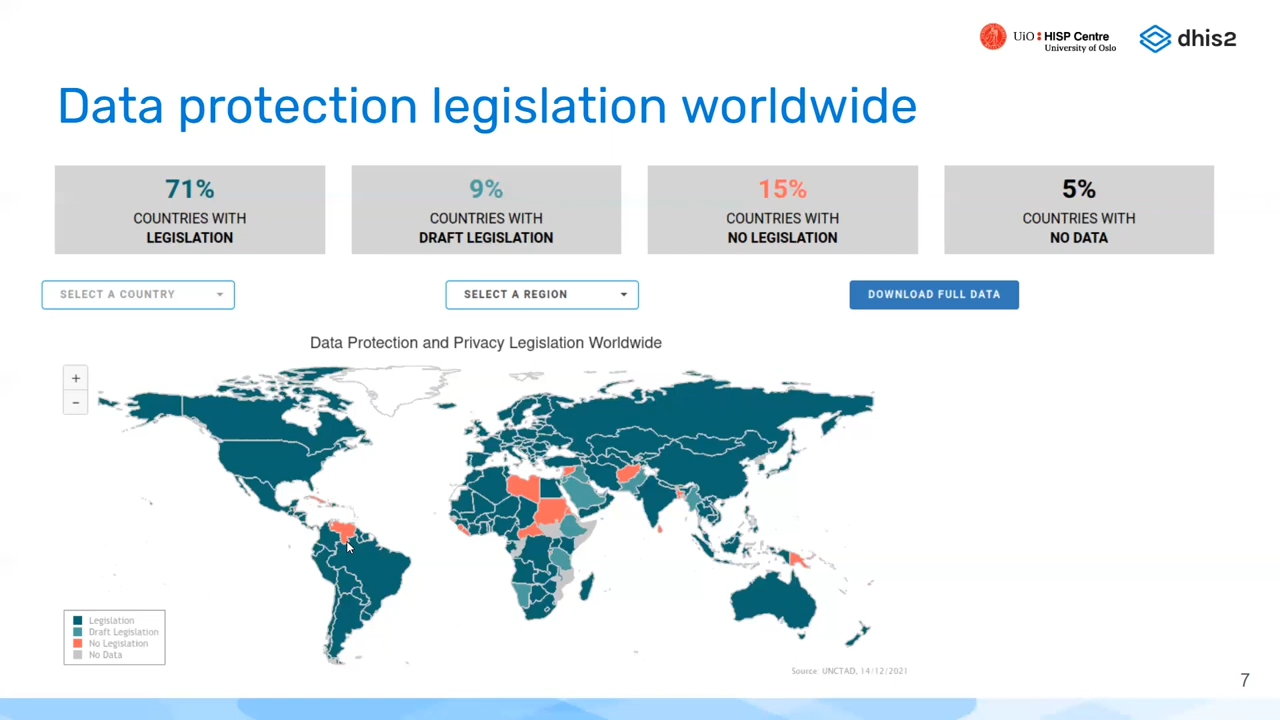 UiO: HISP Centre
University of Oslo
dhis2
Data protection legislation worldwide
71%
COUNTRIES WITH
LEGISLATION
9%
COUNTRIES WITH
DRAFT LEGISLATION
15%
COUNTRIES WITH
NO LEGISLATION
5%
COUNTRIES WITH
NO DATA
SELECT A COUNTRY
SELECT A REGION
DOWNLOAD FULL DATA
Data Protection and Privacy Legislation Worldwide
+
−
Legislation
Draft Legislation
No Legislation
No Data
Source: UNCTAD, 14/12/2021
7